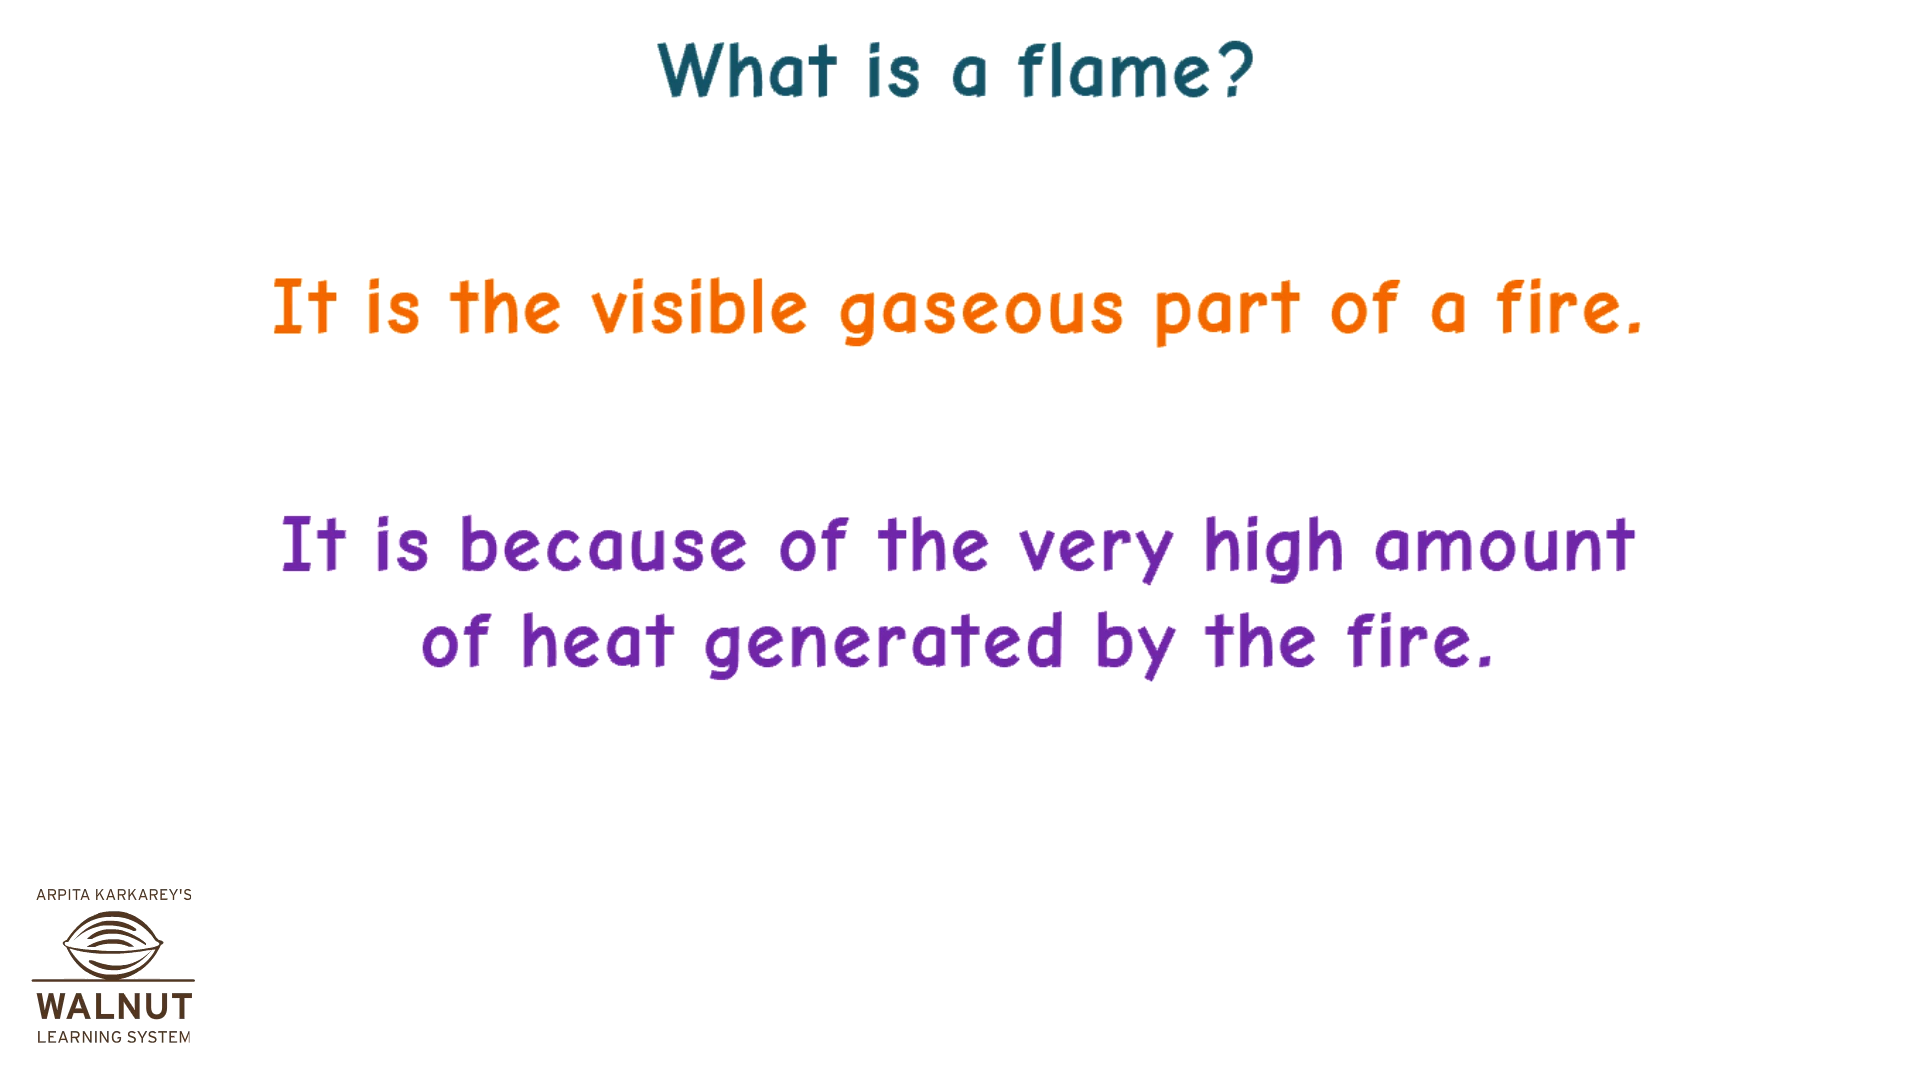 What is a flame?
It is the visible gaseous part of a fire.
It is because of the very high amount
of heat generated by the fire.
ARPITA KARKAREY'S
WALNUT
LEARNING SYSTEM